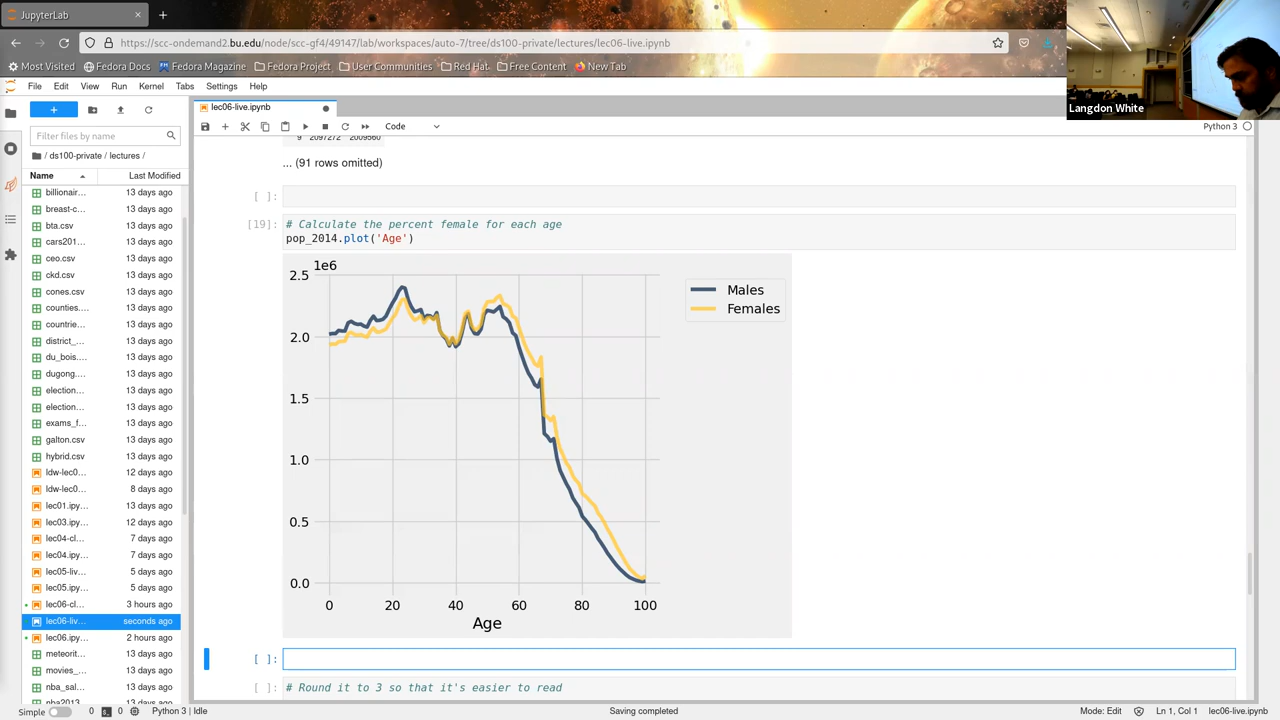 JupyterLab
https://scc-ondemand2.bu.edu/node/scc-gf4/49147/lab/workspaces/auto-7/tree/ds100-private/lectures/lec06-live.ipynb
Most Visited Fedora Docs Fedora Magazine Fedora Project User Communities Red Hat Free Content New Tab
Langdon White
File Edit View Run Kernel Tabs Settings Help
lec06-live.ipynb
Code Python 3
Filter files by name
/ ds100-private / lectures /
Name Last Modified
billionair... 13 days ago
breast-c... 13 days ago
bta.csv 13 days ago
cars201... 13 days ago
ceo.csv 13 days ago
ckd.csv 13 days ago
cones.csv 13 days ago
counties.... 13 days ago
countrie... 13 days ago
district_... 13 days ago
du_bois.... 13 days ago
dugong.... 13 days ago
election... 13 days ago
election... 13 days ago
exams_f... 13 days ago
galton.csv 13 days ago
hybrid.csv 13 days ago
ldw-lec0... 12 days ago
ldw-lec0... 8 days ago
lec01.ipy... 13 days ago
lec03.ipy... 12 days ago
lec04-cl... 7 days ago
lec04.ipy... 7 days ago
lec05-liv... 5 days ago
lec05.ipy... 5 days ago
lec06-cl... 3 hours ago
lec06-liv... seconds ago
lec06.ipy... 2 hours ago
meteorit... 13 days ago
movies_... 13 days ago
nba_sal... 13 days ago
nba2013... 13 days ago
9 2097272 2009560
... (91 rows omitted)
[ ]:
[19]: # Calculate the percent female for each age
pop_2014.plot('Age')
1e6
2.5
2.0
1.5
1.0
0.5
0.0
0 20 40 60 80 100
Age
Males
Females
[ ]:
[ ]: # Round it to 3 so that it's easier to read
Simple 0 0 Python 3 | Idle Saving completed Mode: Edit Ln 1, Col 1 lec06-live.ipynb